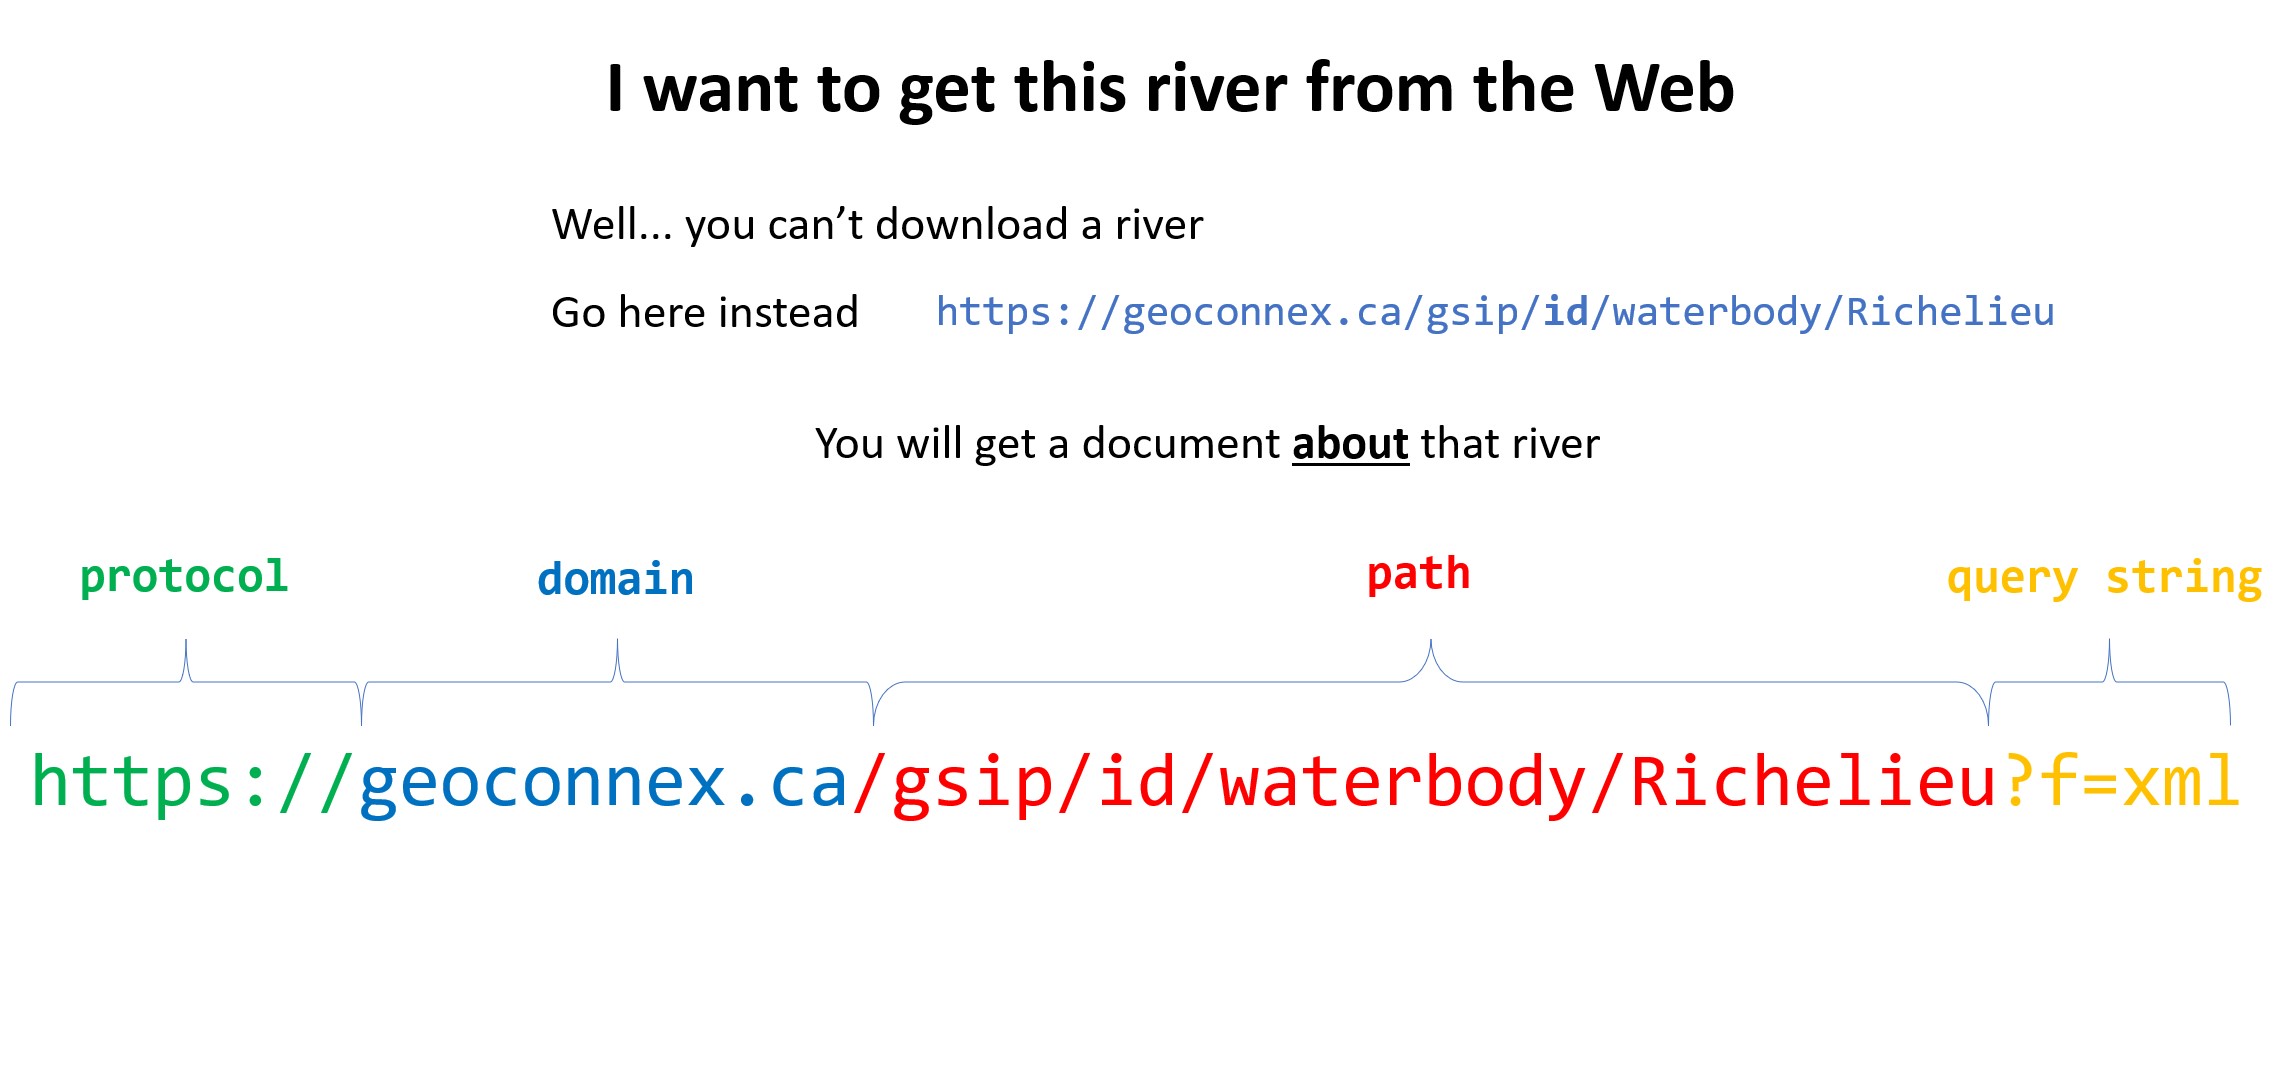 I want to get this river from the Web
Well... you can’t download a river
Go here instead https://geoconnex.ca/gsip/id/waterbody/Richelieu
You will get a document about that river
protocol domain path query string
https://geoconnex.ca/gsip/id/waterbody/Richelieu?f=xml